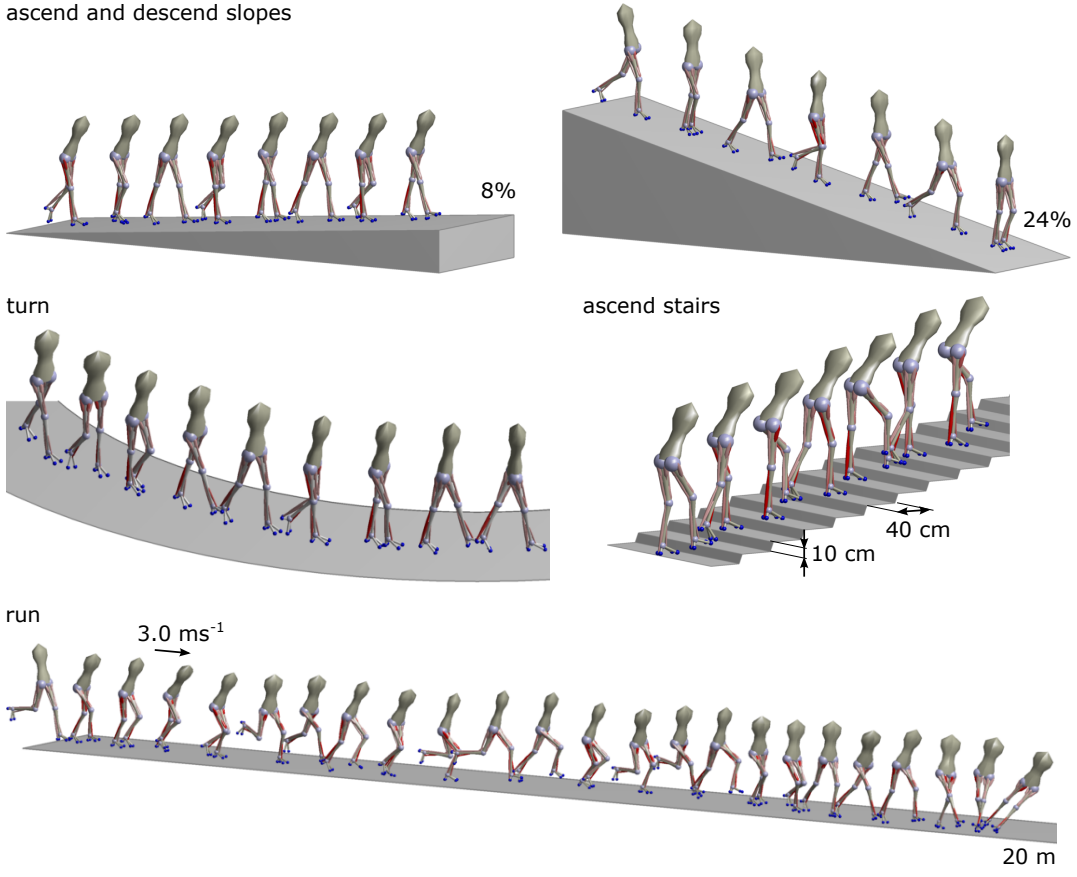 ascend and descend slopes
8%
24%
turn
ascend stairs
40 cm
10 cm
run
3.0 ms⁻¹
20 m